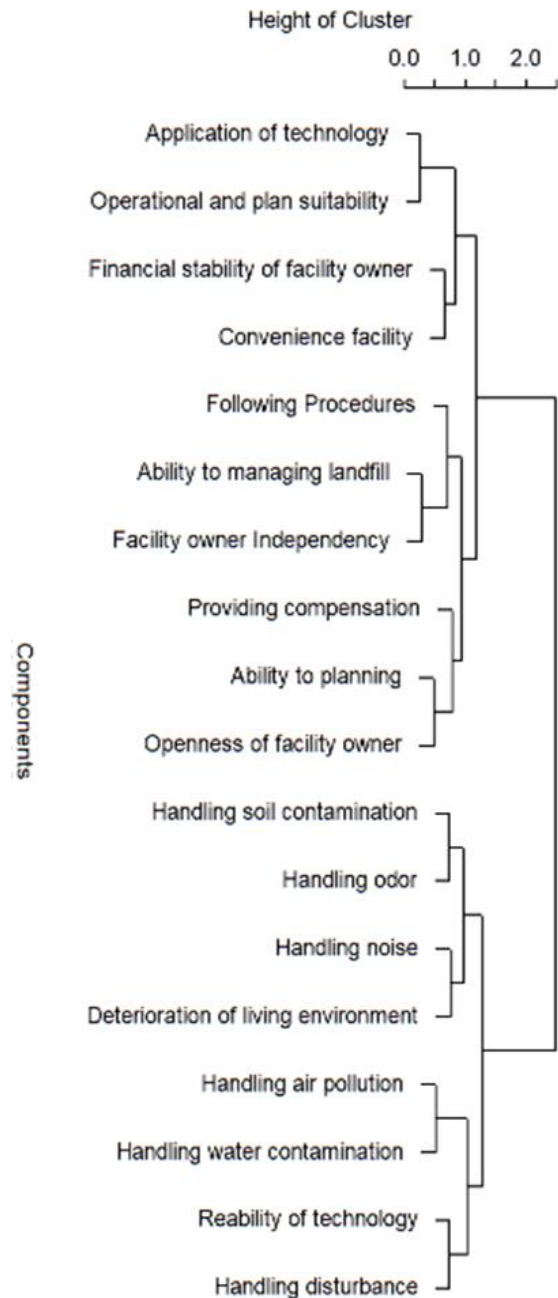 Height of Cluster
0.0 1.0 2.0
Application of technology
Operational and plan suitability
Financial stability of facility owner
Convenience facility
Following Procedures
Ability to managing landfill
Facility owner Independency
Providing compensation
Ability to planning
Openness of facility owner
Handling soil contamination
Handling odor
Handling noise
Deterioration of living environment
Handling air pollution
Handling water contamination
Reability of technology
Handling disturbance
Components